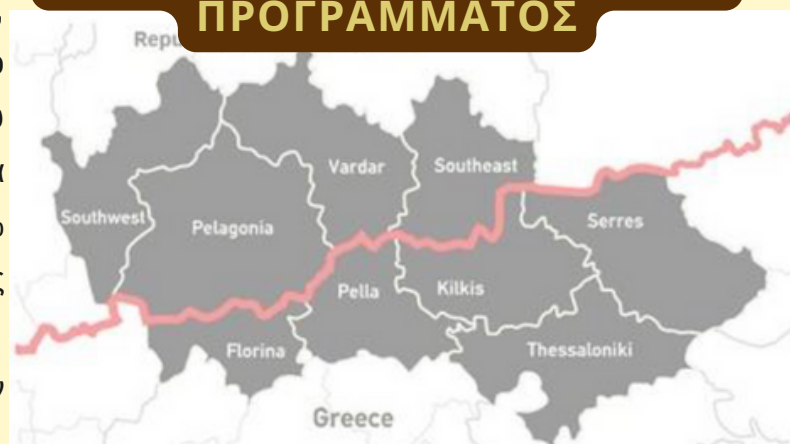 ΠΡΟΓΡΑΜΜΑΤΟΣ
Vardar
Southeast
Southwest
Pelagonia
Serres
Pella
Kilkis
Florina
Thessaloniki
Greece